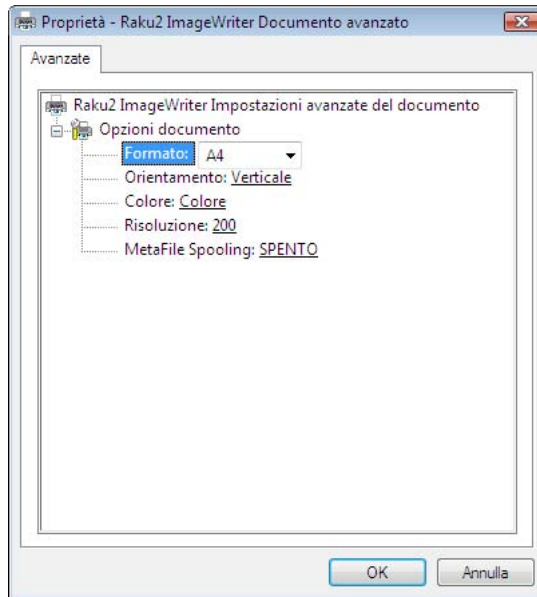 Proprietà - Raku2 ImageWriter Documento avanzato
Avanzate
Raku2 ImageWriter Impostazioni avanzate del documento
Opzioni documento
Formato: A4
Orientamento: Verticale
Colore: Colore
Risoluzione: 200
MetaFile Spooling: SPENTO
OK Annulla